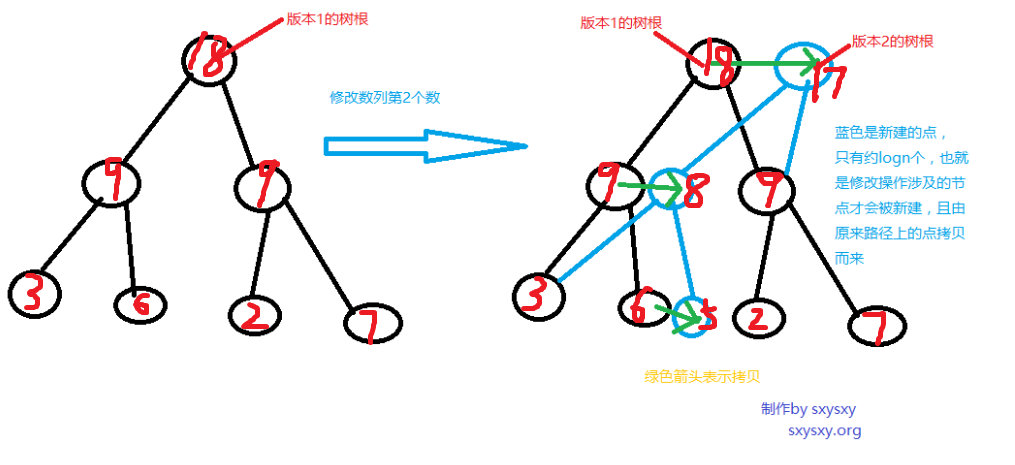 版本1的树根
18
9
9
3
6
2
7
修改数列第2个数
版本1的树根
版本2的树根
18
17
9
8
9
3
6
5
2
7
蓝色是新建的点，
只有约logn个，也就
是修改操作涉及的节
点才会被新建，且由
原来路径上的点拷贝
而来
绿色箭头表示拷贝
制作by sxysxy
sxysxy.org